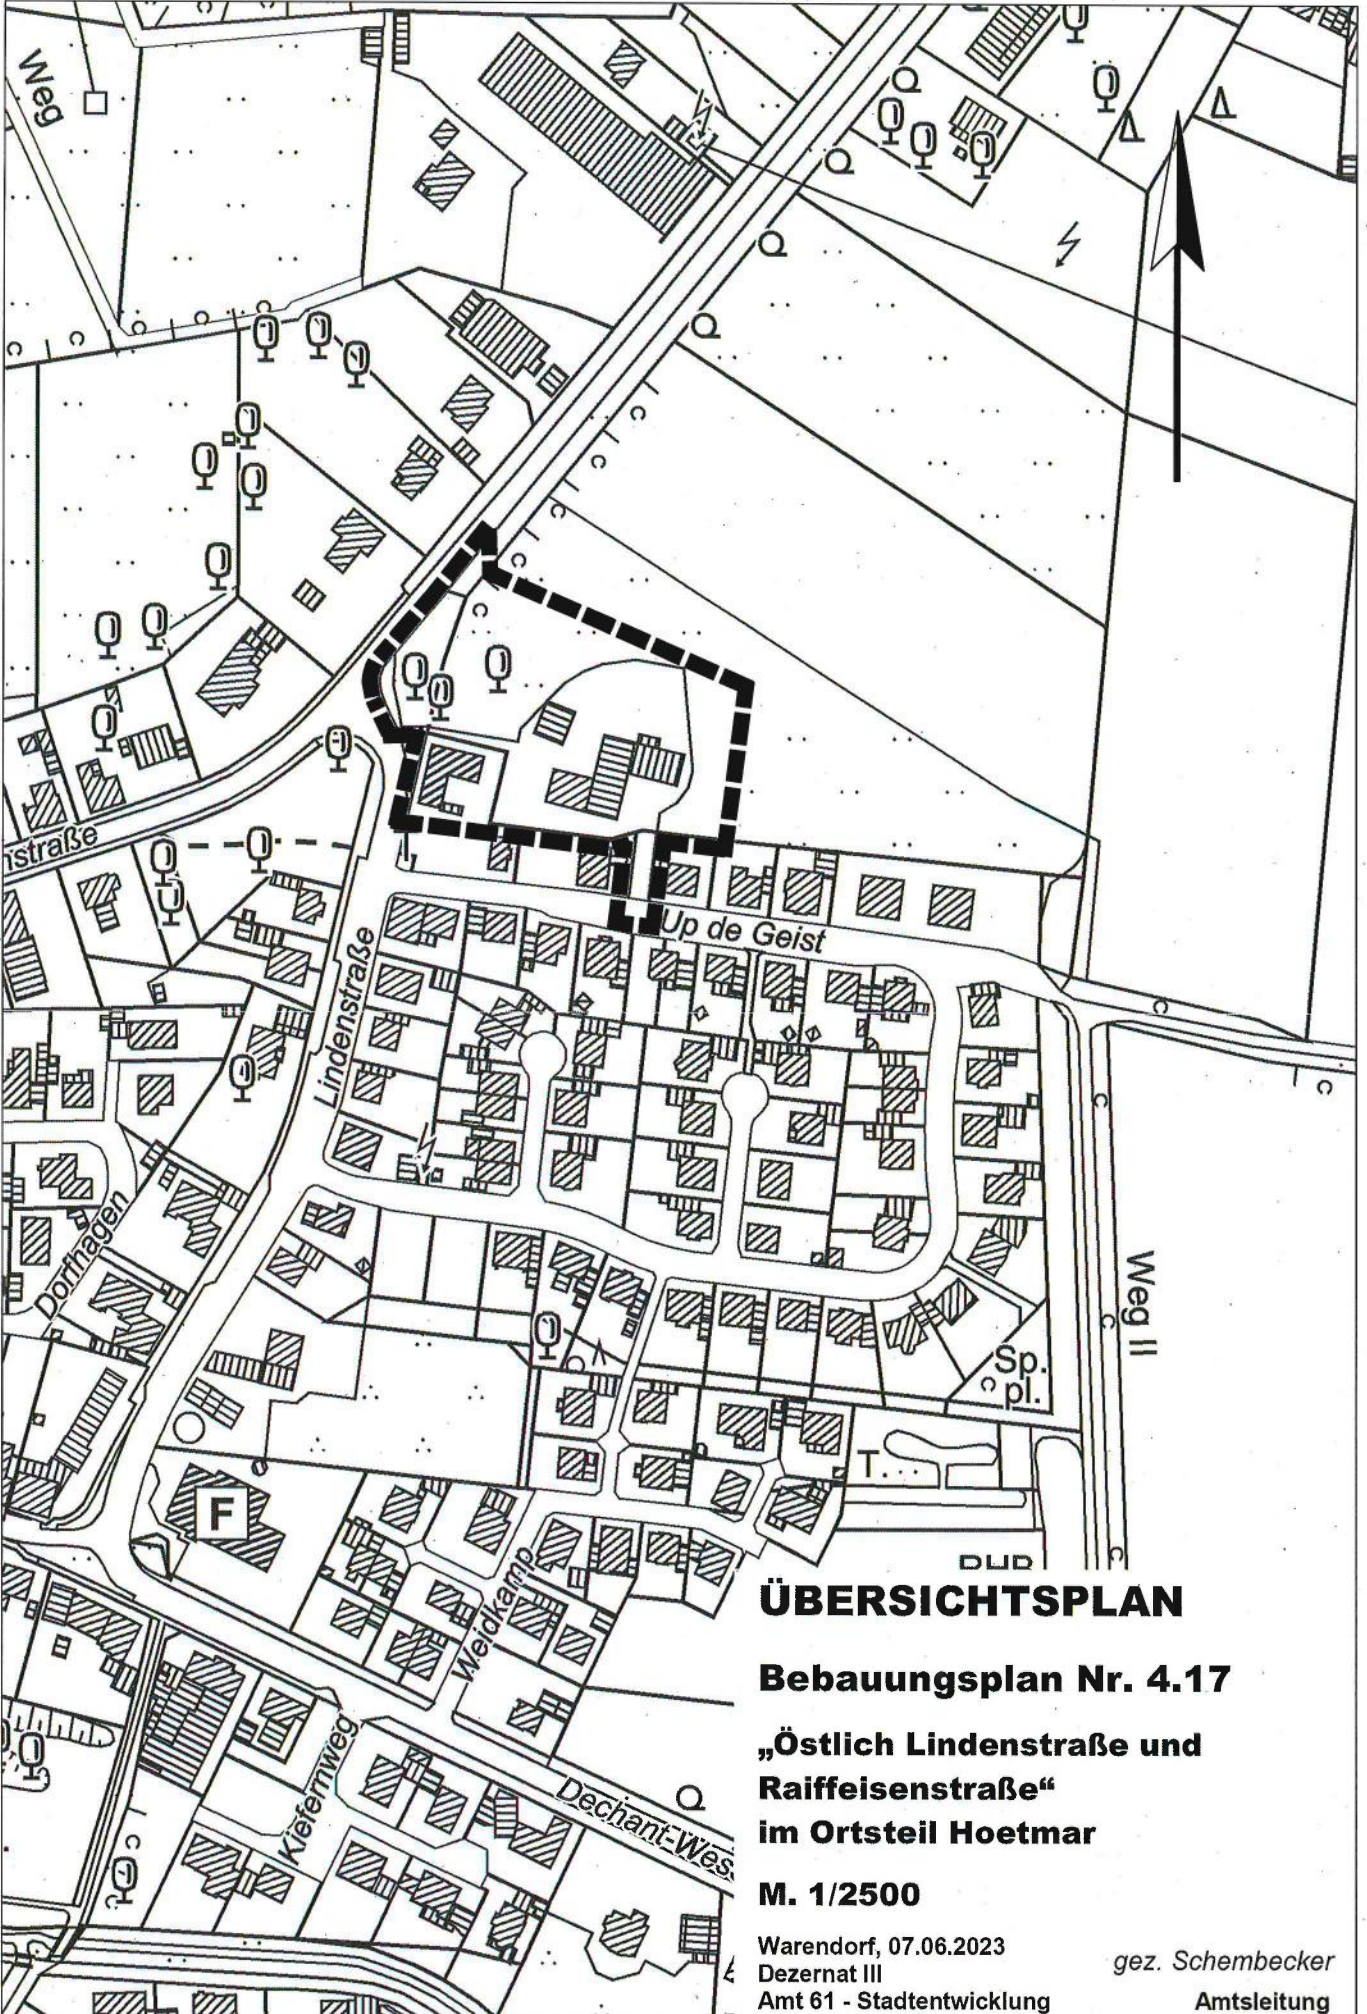 Weg
nstraße
Up de Geist
Lindenstraße
Dorfhagen
Weg II
Sp.
pl.
T...
F
Weidkamp
Kiefernweg
Dechant-Wes
ÜBERSICHTSPLAN
Bebauungsplan Nr. 4.17
„Östlich Lindenstraße und
Raiffeisenstraße“
im Ortsteil Hoetmar
M. 1/2500
Warendorf, 07.06.2023
Dezernat III
Amt 61 - Stadtentwicklung
gez. Schembecker
Amtsleitung